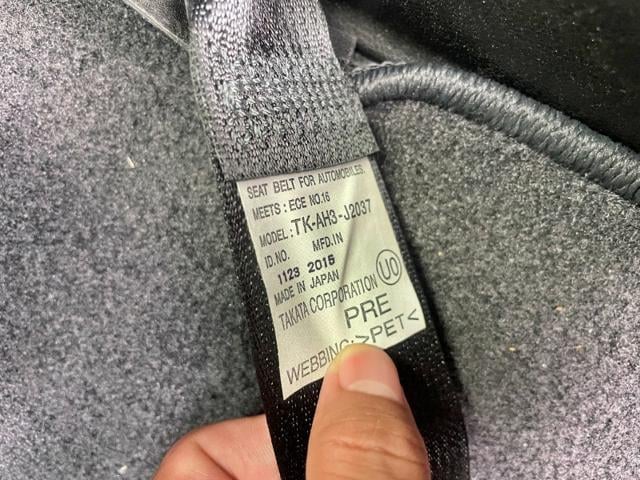 SEAT BELT FOR AUTOMOBILES.
MEETS : ECE NO.16
MODEL : TK-AH3-J2037
ID.NO. MFD.IN
1123 2015
MADE IN JAPAN
TAKATA CORPORATION UO
PRE
WEBBING:>PET<